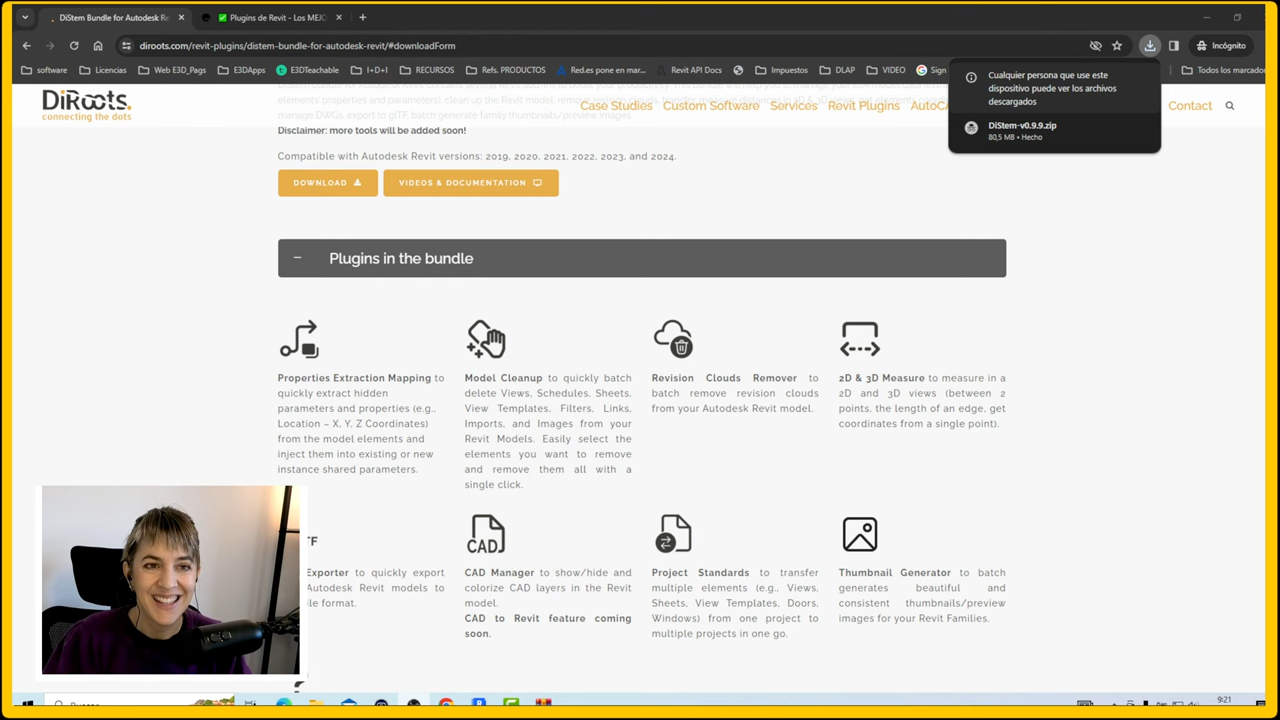 DiStem Bundle for Autodesk Re
Plugins de Revit - Los MEJ
diroots.com/revit-plugins/distem-bundle-for-autodesk-revit/#downloadForm
Incógnito
software
Licencias
Web E3D_Pags
E3DApps
E3DTeachable
I+D+I
RECURSOS
Refs. PRODUCTOS
Red.es pone en mar...
Revit API Docs
Impuestos
DLAP
VIDEO
Sign
Todos los marcador
Cualquier persona que use este
dispositivo puede ver los archivos
descargados
DiStem-v0.9.9.zip
80,5 MB • Hecho
DiRoots.
connecting the dots
Case Studies
Custom Software
Services
Revit Plugins
AutoCA
Contact
elements' properties and parameters), clean up the Revit model,
manage DWGs, export to glTF, batch generate family thumbnails/preview images.
Disclaimer: more tools will be added soon!
Compatible with Autodesk Revit versions: 2019, 2020, 2021, 2022, 2023, and 2024.
DOWNLOAD
VIDEOS & DOCUMENTATION
Plugins in the bundle
Properties Extraction Mapping to
quickly extract hidden
parameters and properties (e.g.,
Location – X, Y, Z Coordinates)
from the model elements and
inject them into existing or new
instance shared parameters.
Model Cleanup to quickly batch
delete Views, Schedules, Sheets,
View Templates, Filters, Links,
Imports, and Images from your
Revit Models. Easily select the
elements you want to remove
and remove them all with a
single click.
Revision Clouds Remover to
batch remove revision clouds
from your Autodesk Revit model.
2D & 3D Measure to measure in a
2D and 3D views (between 2
points, the length of an edge, get
coordinates from a single point).
TF
Exporter to quickly export
Autodesk Revit models to
le format.
CAD
CAD Manager to show/hide and
colorize CAD layers in the Revit
model.
CAD to Revit feature coming
soon.
Project Standards to transfer
multiple elements (e.g., Views,
Sheets, View Templates, Doors,
Windows) from one project to
multiple projects in one go.
Thumbnail Generator to batch
generates beautiful and
consistent thumbnails/preview
images for your Revit Families.
9:21